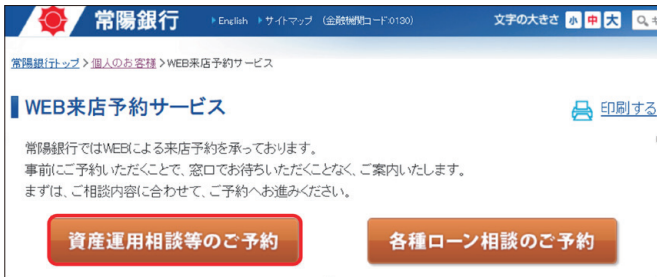 常陽銀行 English サイトマップ (金融機関コード:0130) 文字の大きさ 小 中 大
常陽銀行トップ > 個人のお客様 > WEB来店予約サービス
WEB来店予約サービス 印刷する
常陽銀行ではWEBによる来店予約を承っております。
事前にご予約いただくことで、窓口でお待ちいただくことなく、ご案内いたします。
まずは、ご相談内容に合わせて、ご予約へお進みください。
資産運用相談等のご予約 各種ローン相談のご予約